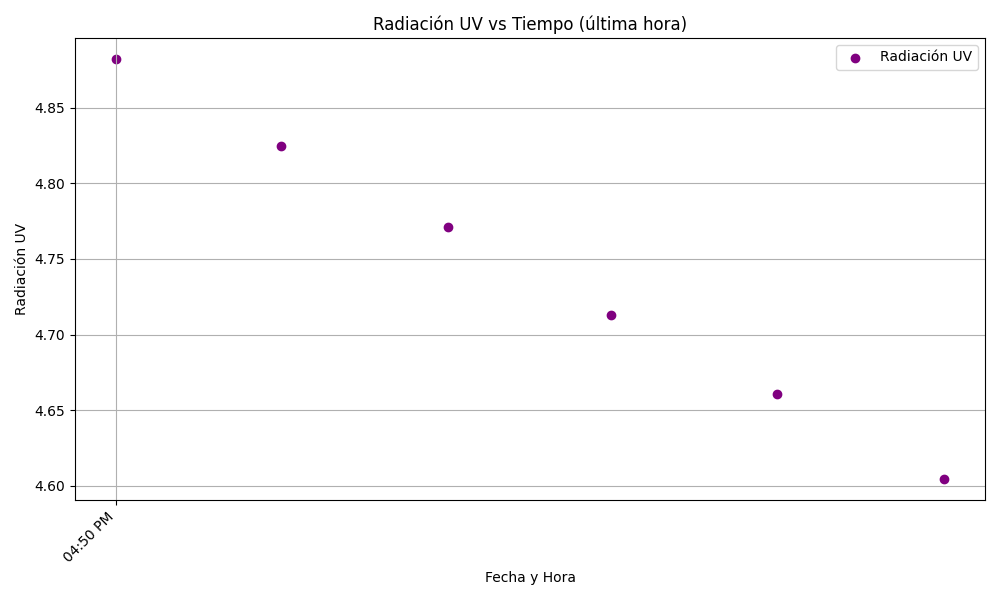 Radiación UV vs Tiempo (última hora)
Radiación UV
4.85
4.80
4.75
4.70
4.65
4.60
Radiación UV
04:50 PM
Fecha y Hora